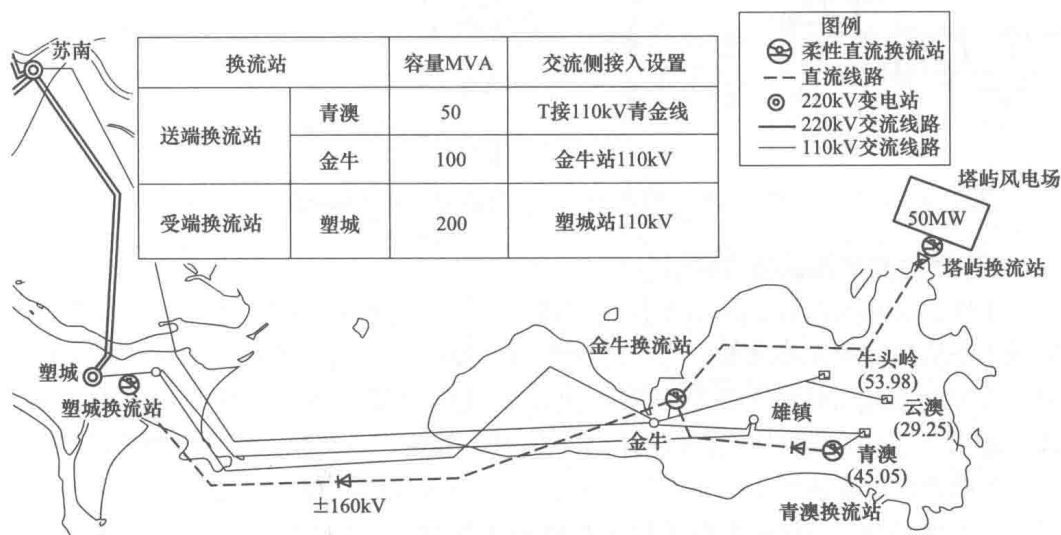 苏南
换流站 容量MVA 交流侧接入设置
送端换流站 青澳 50 T接110kV青金线
金牛 100 金牛站110kV
受端换流站 塑城 200 塑城站110kV
图例
柔性直流换流站
直流线路
220kV变电站
220kV交流线路
110kV交流线路
塔屿风电场
50MW
塔屿换流站
金牛换流站
牛头岭
(53.98)
云澳
(29.25)
塑城
塑城换流站
雄镇
金牛
青澳
(45.05)
±160kV
青澳换流站